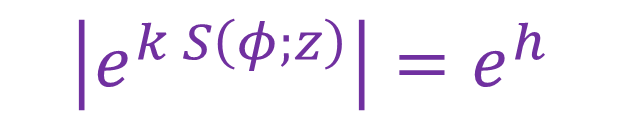 |e^{k S(ϕ;z)}| = e^h